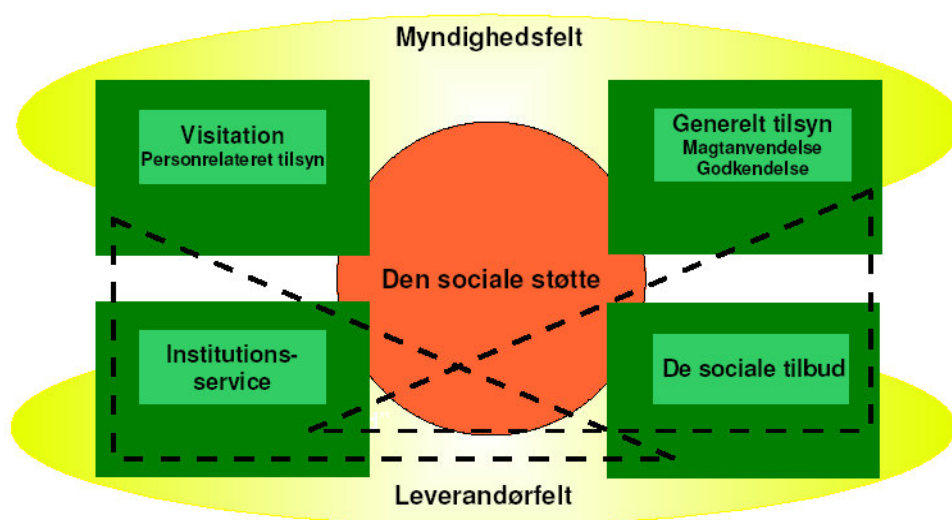 Myndighedsfelt
Visitation
Personrelateret tilsyn
Generelt tilsyn
Magtanvendelse
Godkendelse
Den sociale støtte
Institutions-
service
De sociale tilbud
Leverandørfelt